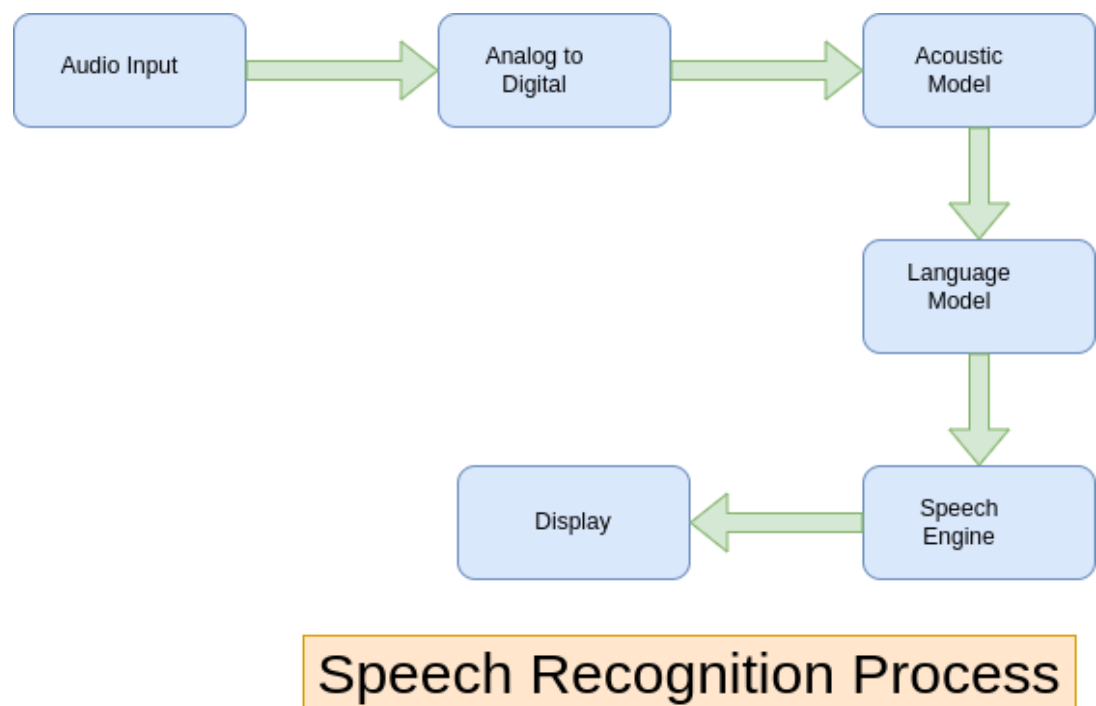 Audio Input
Analog to
Digital
Acoustic
Model
Language
Model
Speech
Engine
Display
Speech Recognition Process